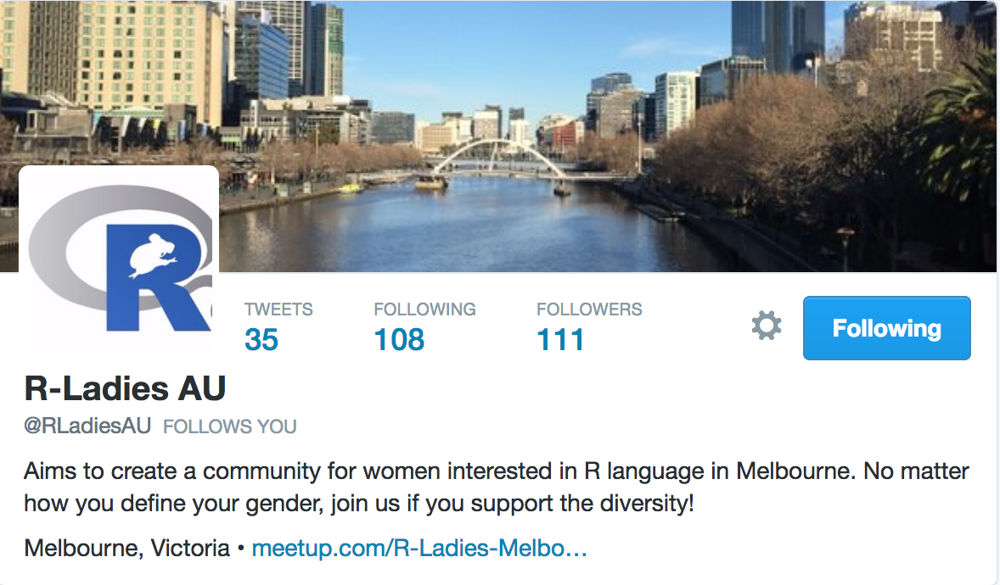 R
TWEETS FOLLOWING FOLLOWERS
35 108 111
Following
R-Ladies AU
@RLadiesAU FOLLOWS YOU
Aims to create a community for women interested in R language in Melbourne. No matter
how you define your gender, join us if you support the diversity!
Melbourne, Victoria • meetup.com/R-Ladies-Melbo…